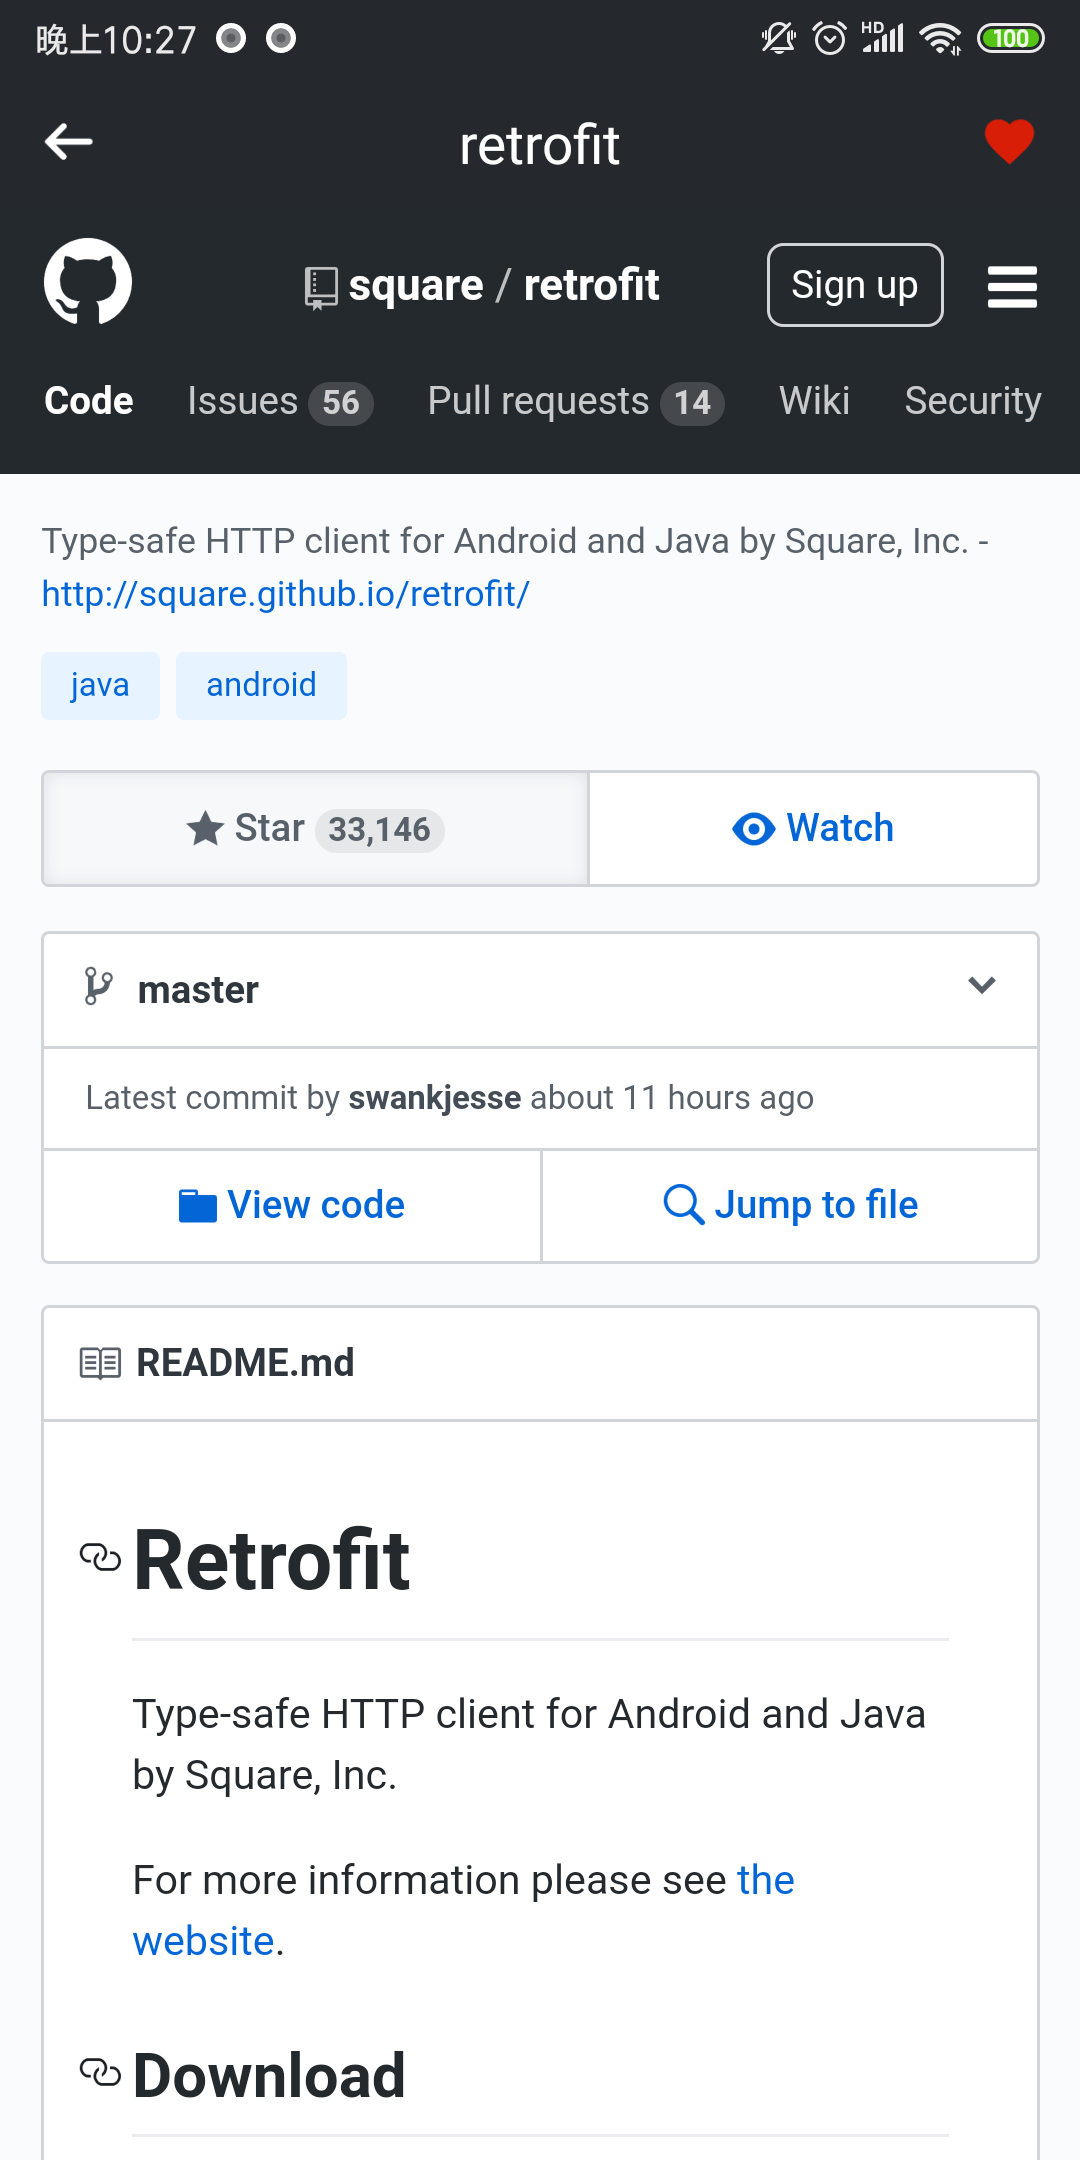 晚上10:27 HD 100
retrofit
square / retrofit Sign up
Code Issues 56 Pull requests 14 Wiki Security
Type-safe HTTP client for Android and Java by Square, Inc. -
http://square.github.io/retrofit/
java android
Star 33,146 Watch
master
Latest commit by swankjesse about 11 hours ago
View code Jump to file
README.md
Retrofit
Type-safe HTTP client for Android and Java
by Square, Inc.
For more information please see the
website.
Download